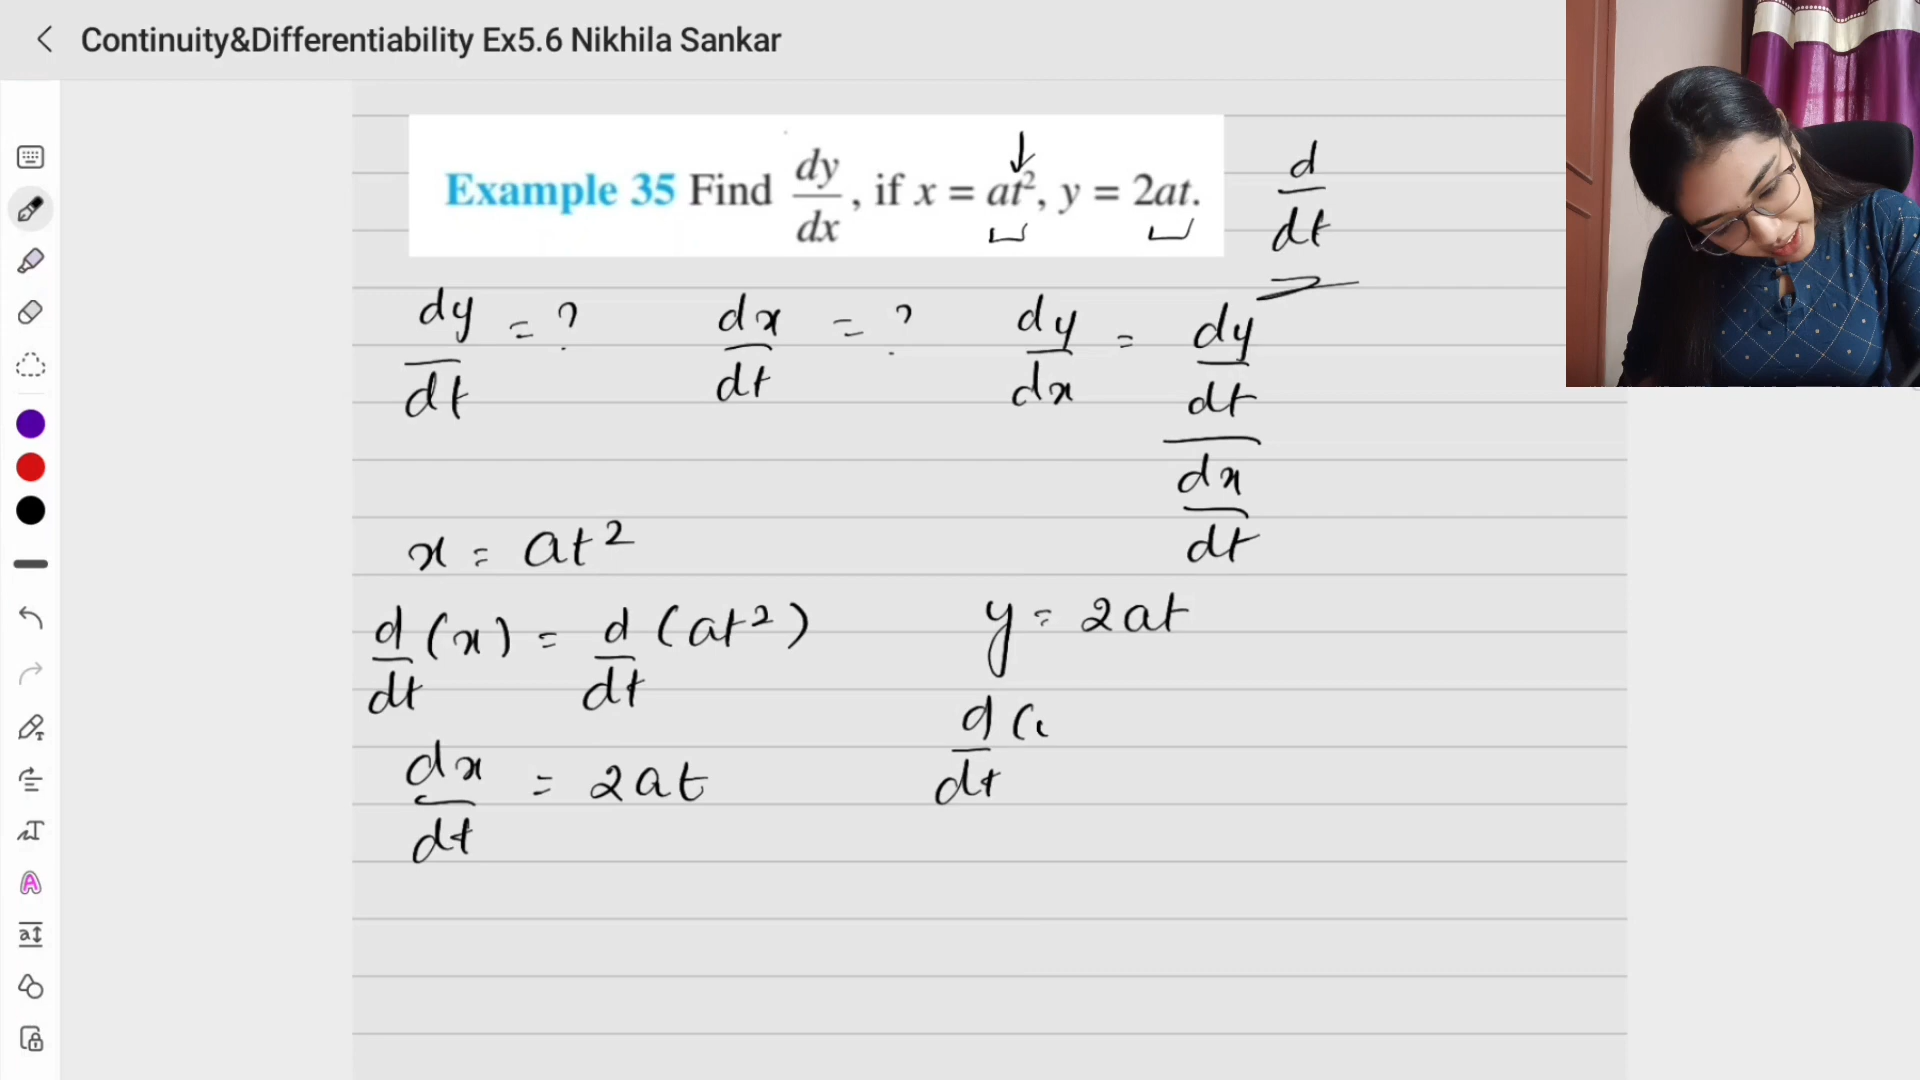 Continuity&Differentiability Ex5.6 Nikhila Sankar
Example 35 Find dy/dx, if x = at², y = 2at.
d/dt
dy/dt = ? dx/dt = ? dy/dx = dy/dt / dx/dt
x = at²
d/dt (x) = d/dt (at²)
dx/dt = 2at
y = 2at
d/dt (